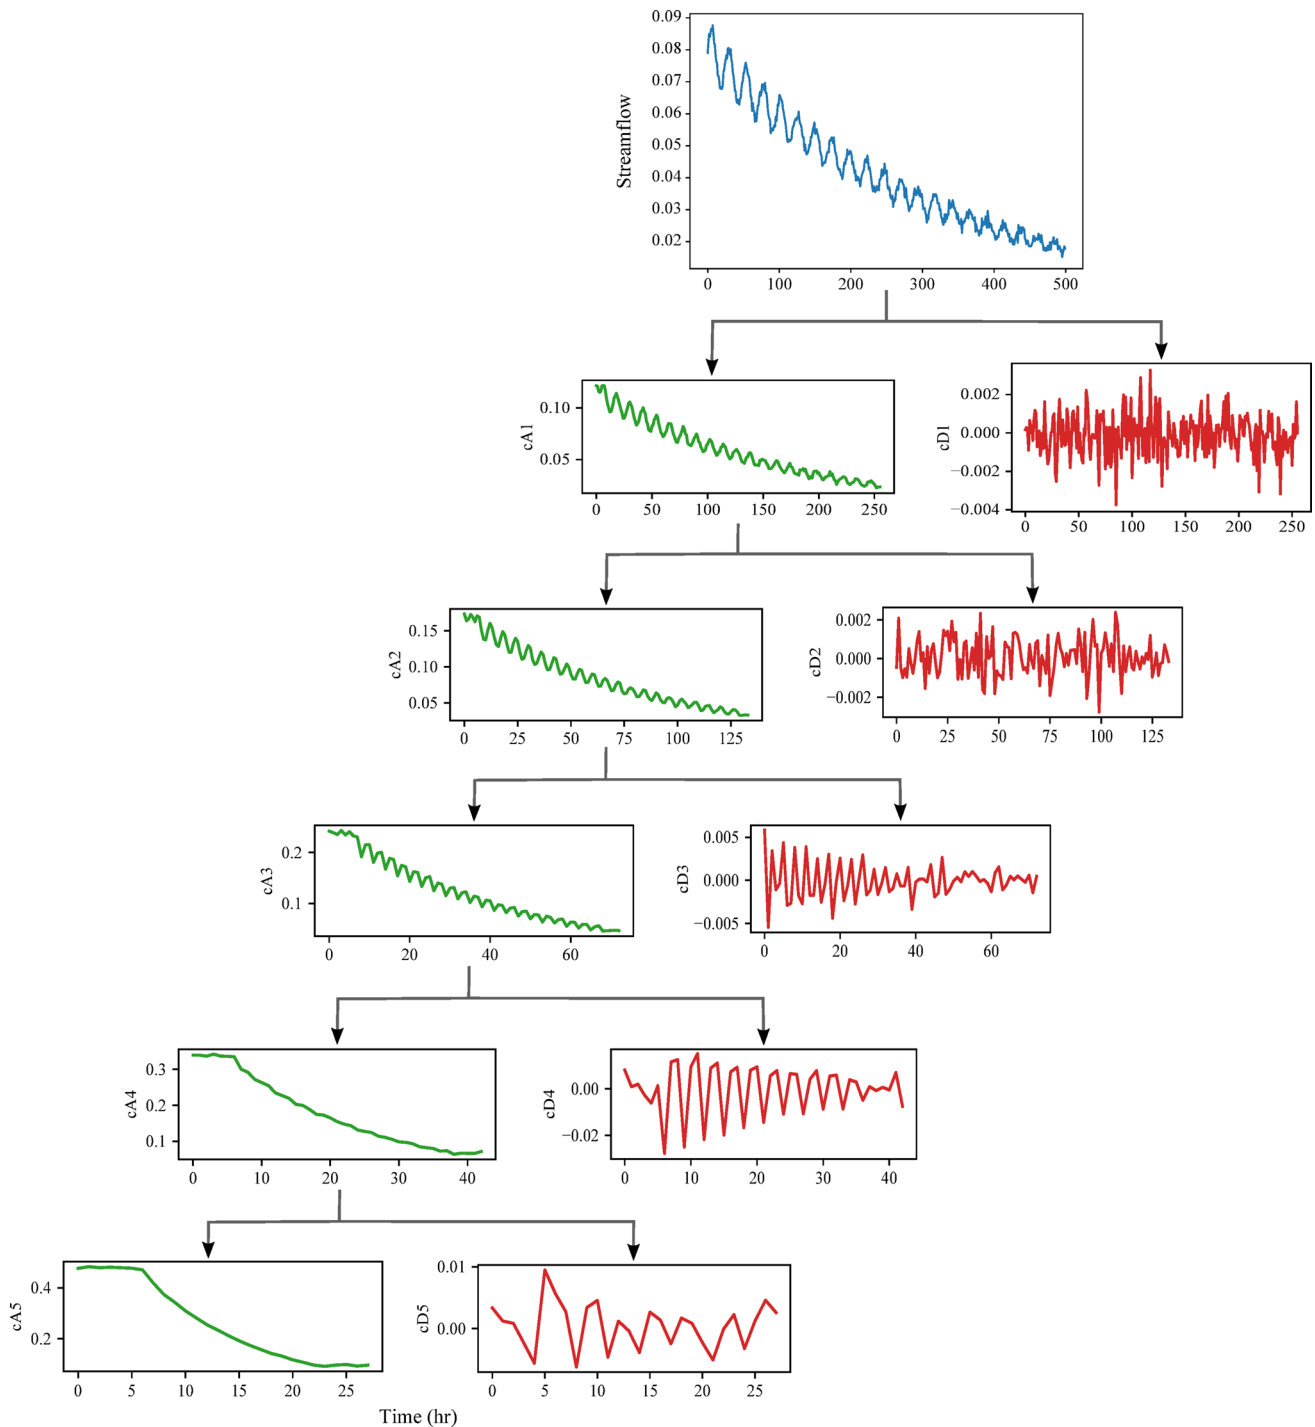 0.09
0.08
0.07
0.06
0.05
0.04
0.03
0.02
Streamflow
0 100 200 300 400 500
0.10
0.05
cA1
0 50 100 150 200 250
0.002
0.000
−0.002
−0.004
cD1
0 50 100 150 200 250
0.15
0.10
0.05
cA2
0 25 50 75 100 125
0.002
0.000
−0.002
cD2
0 25 50 75 100 125
0.2
0.1
cA3
0 20 40 60
0.005
0.000
−0.005
cD3
0 20 40 60
0.3
0.2
0.1
cA4
0 10 20 30 40
0.00
−0.02
cD4
0 10 20 30 40
0.4
0.2
cA5
0 5 10 15 20 25
0.01
0.00
cD5
0 5 10 15 20 25
Time (hr)